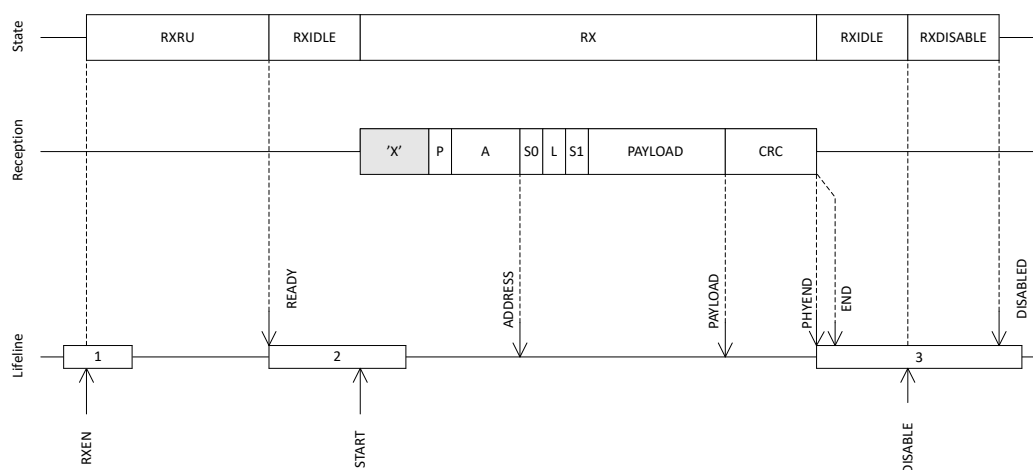 State
RXRU
RXIDLE
RX
RXIDLE
RXDISABLE
Reception
'X'
P
A
S0
L
S1
PAYLOAD
CRC
READY
ADDRESS
PAYLOAD
PHYEND
END
DISABLED
Lifeline
1
2
3
RXEN
START
DISABLE